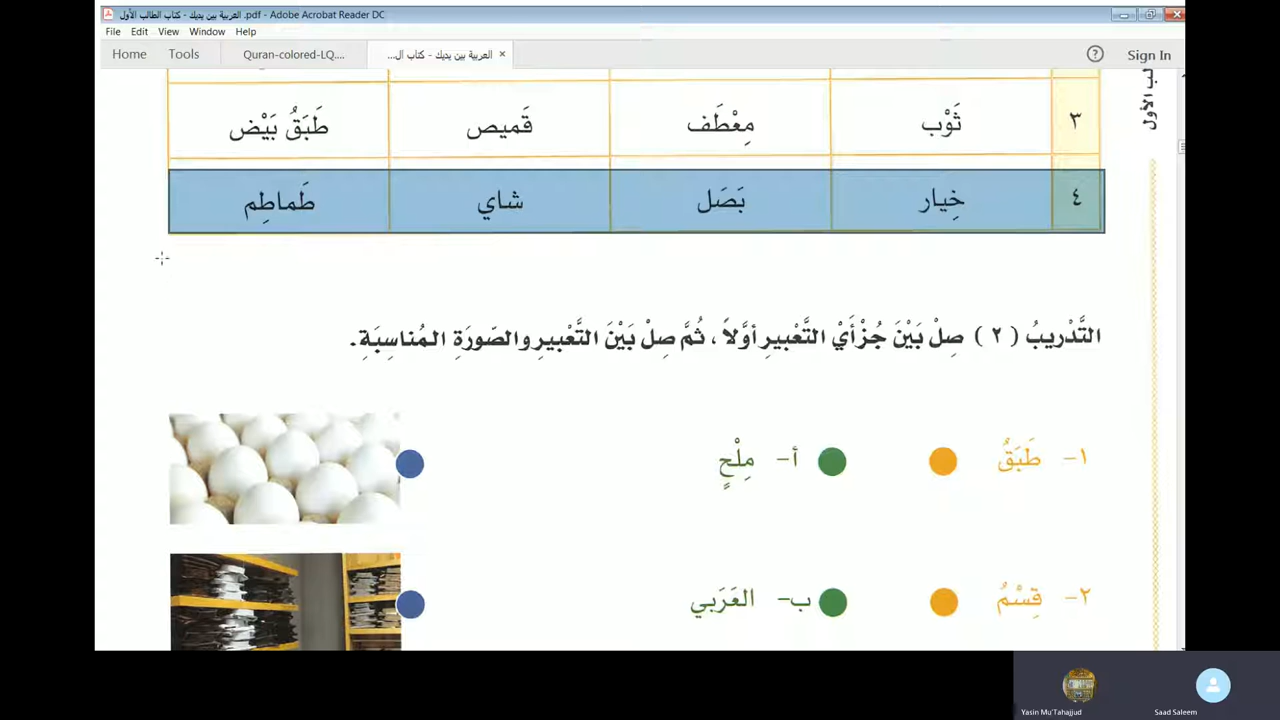 العربية بين يديك - كتاب الطالب الأول .pdf - Adobe Acrobat Reader DC
File Edit View Window Help
Home Tools Quran-colored-LQ.... العربية بين يديك - كتاب ال... × ? Sign In
٣ ثَوْب مِعْطَف قَميص طَبَقُ بَيْض
٤ خِيار بَصَل شاي طَماطِم
التَّدْريبُ ( ٢ ) صِلْ بَيْنَ جُزْأَيْ التَّعْبيرِ أوَّلاً ، ثُمَّ صِلْ بَيْنَ التَّعْبيرِ والصّورَةِ المُناسِبَةِ.
١- طَبَقُ أ- مِلْحٍ
٢- قِسْمُ ب- العَرَبي
Yasin Mu'Tahajjud
Saad Saleem